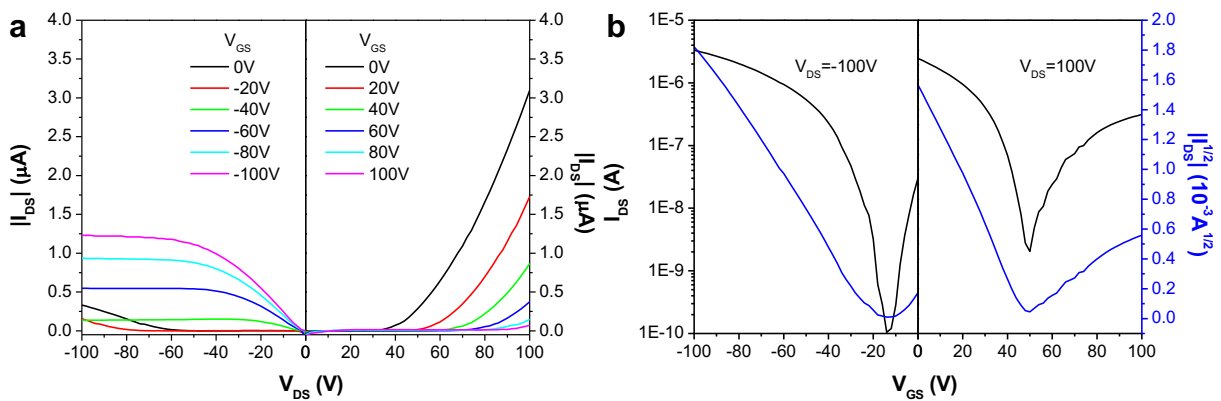 a
4.0
3.5
3.0
2.5
2.0
1.5
1.0
0.5
0.0
|I_DS| (μA)
V_GS
0V
-20V
-40V
-60V
-80V
-100V
V_GS
0V
20V
40V
60V
80V
100V
4.0
3.5
3.0
2.5
2.0
1.5
1.0
0.5
0.0
|I_DS| (μA)
-100 -80 -60 -40 -20 0 20 40 60 80 100
V_DS (V)
b
1E-5
1E-6
1E-7
1E-8
1E-9
1E-10
I_DS (A)
V_DS=-100V
V_DS=100V
2.0
1.8
1.6
1.4
1.2
1.0
0.8
0.6
0.4
0.2
0.0
|I_DS|^1/2 (10^-3 A^1/2)
-100 -80 -60 -40 -20 0 0 20 40 60 80 100
V_GS (V)